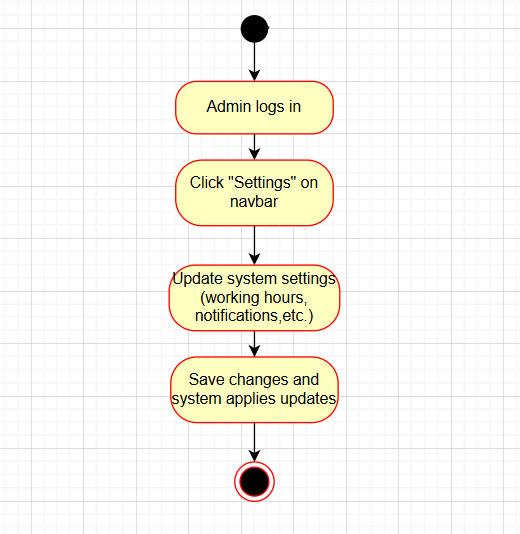 Admin logs in
Click "Settings" on
navbar
Update system settings
(working hours,
notifications,etc.)
Save changes and
system applies updates